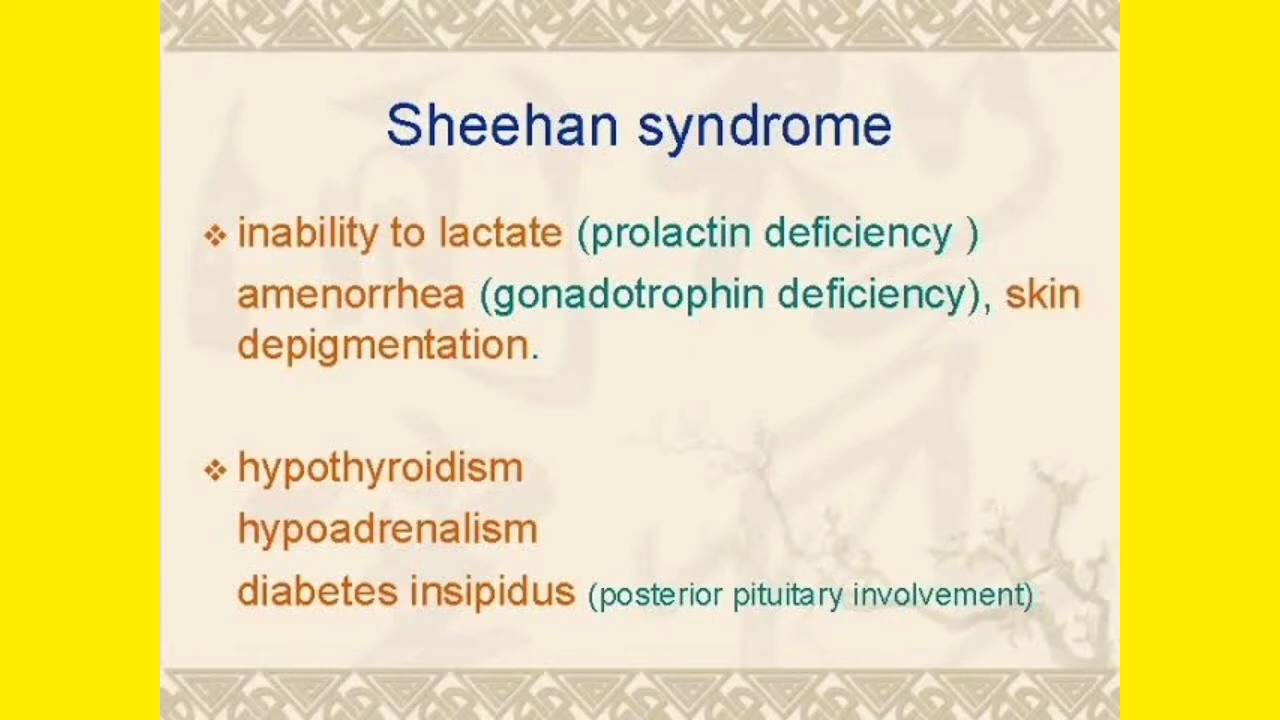 Sheehan syndrome
❖ inability to lactate (prolactin deficiency )
amenorrhea (gonadotrophin deficiency), skin
depigmentation.
❖ hypothyroidism
hypoadrenalism
diabetes insipidus (posterior pituitary involvement)